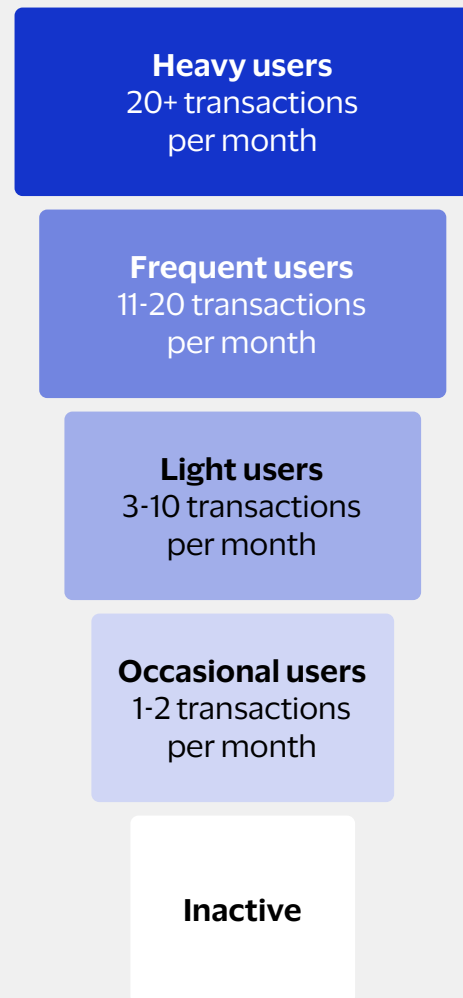 Heavy users
20+ transactions
per month
Frequent users
11-20 transactions
per month
Light users
3-10 transactions
per month
Occasional users
1-2 transactions
per month
Inactive